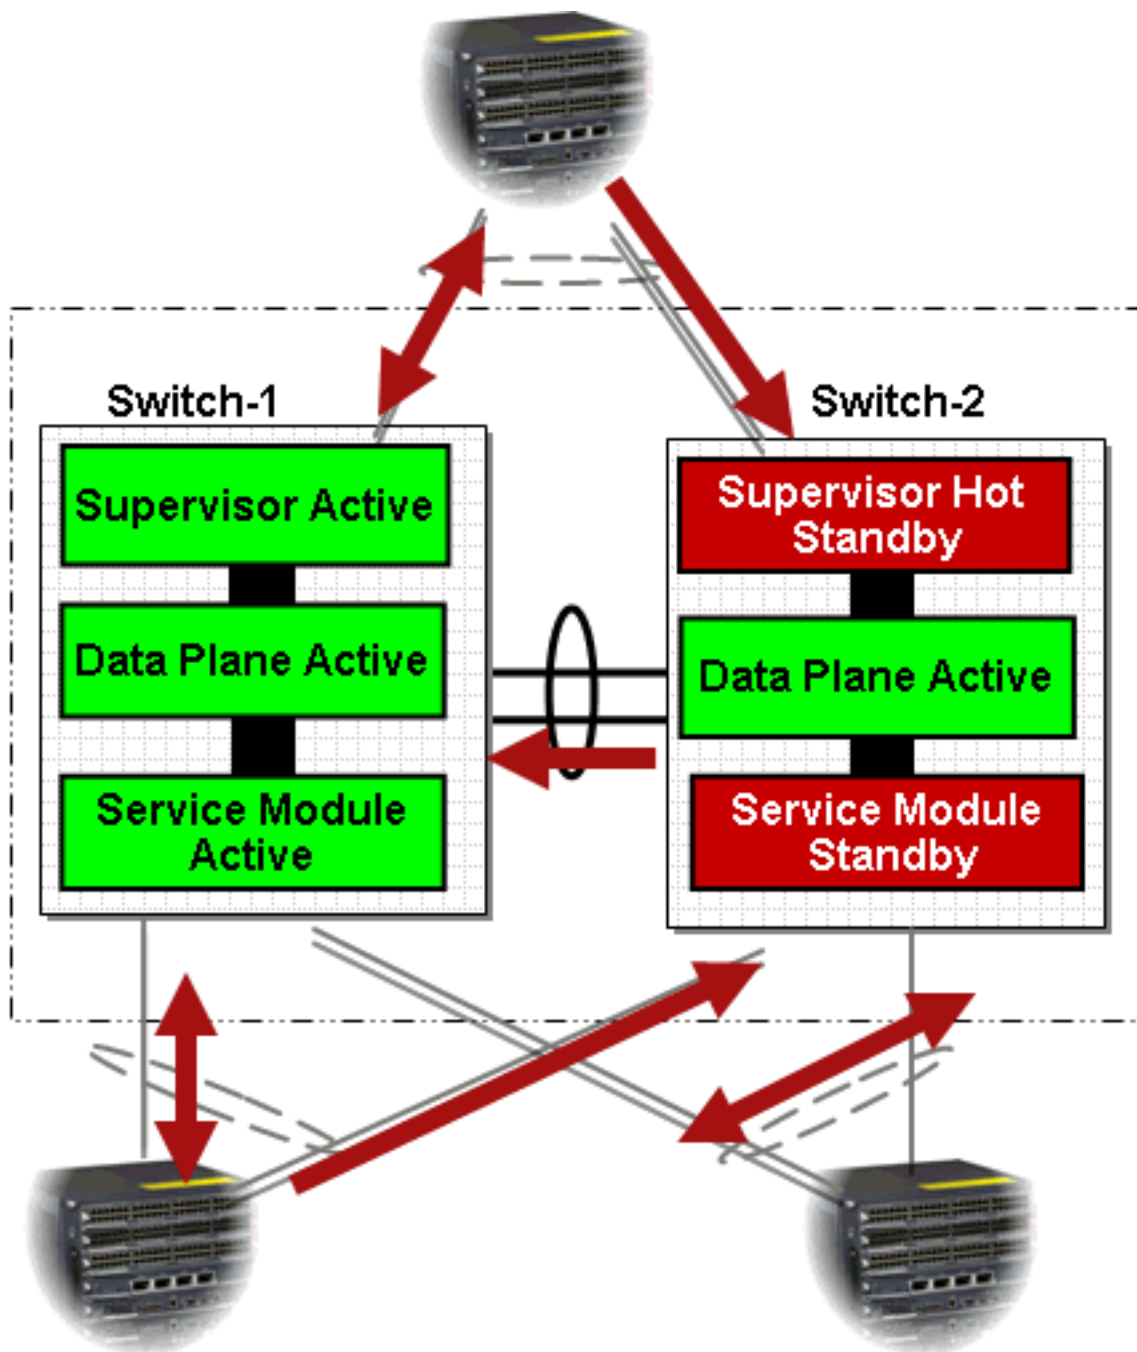 Switch-1
Supervisor Active
Data Plane Active
Service Module
Active
Switch-2
Supervisor Hot
Standby
Data Plane Active
Service Module
Standby